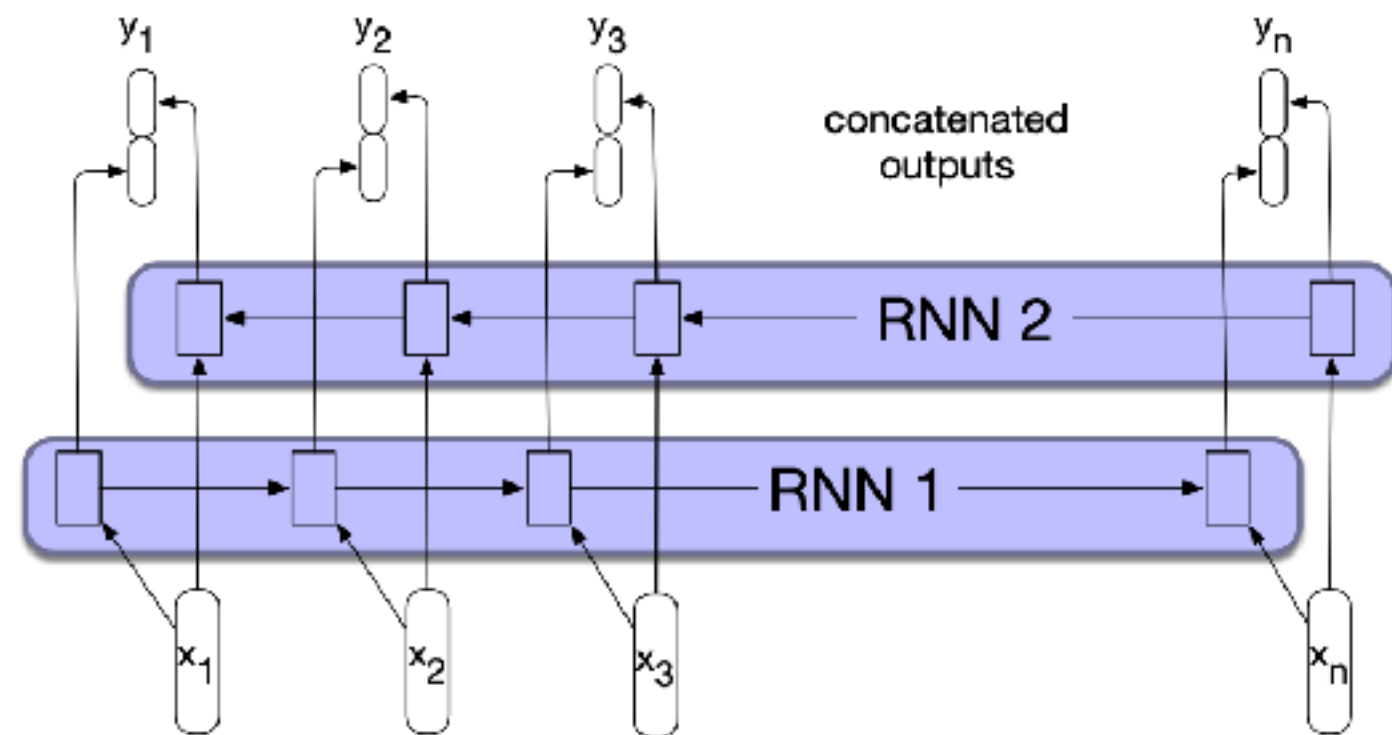 y1 y2 y3 yn
concatenated
outputs
RNN 2
RNN 1
x1 x2 x3 xn